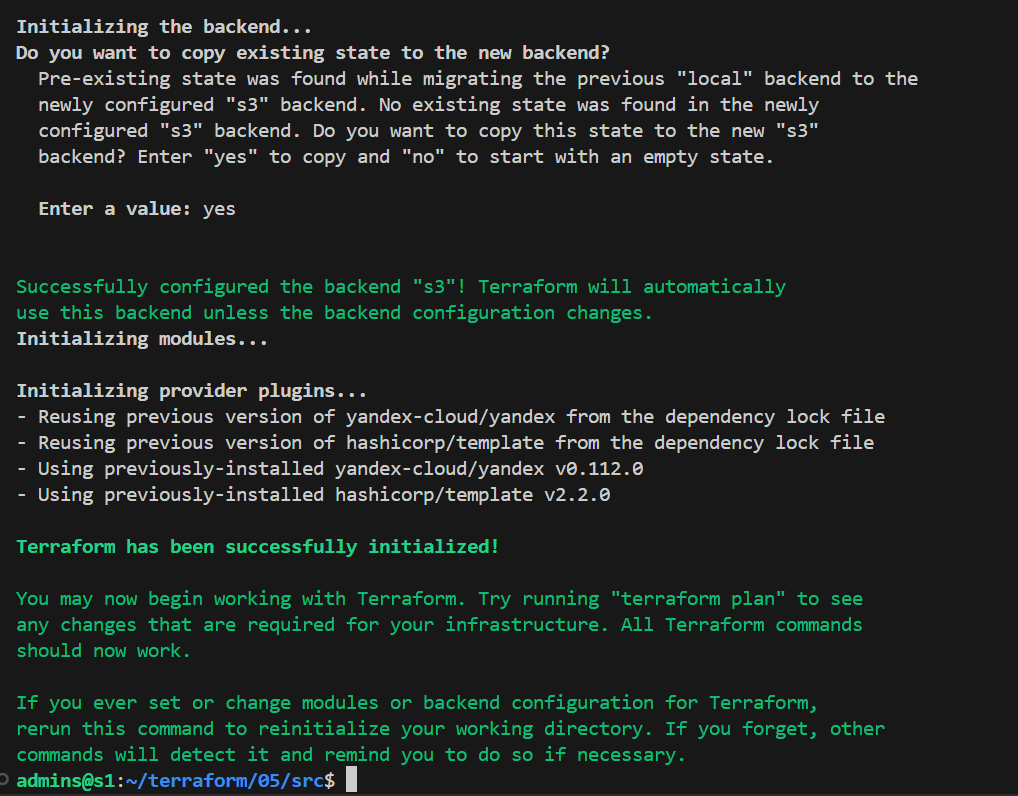 Initializing the backend...
Do you want to copy existing state to the new backend?
  Pre-existing state was found while migrating the previous "local" backend to the
  newly configured "s3" backend. No existing state was found in the newly
  configured "s3" backend. Do you want to copy this state to the new "s3"
  backend? Enter "yes" to copy and "no" to start with an empty state.

  Enter a value: yes


Successfully configured the backend "s3"! Terraform will automatically
use this backend unless the backend configuration changes.
Initializing modules...

Initializing provider plugins...
- Reusing previous version of yandex-cloud/yandex from the dependency lock file
- Reusing previous version of hashicorp/template from the dependency lock file
- Using previously-installed yandex-cloud/yandex v0.112.0
- Using previously-installed hashicorp/template v2.2.0

Terraform has been successfully initialized!

You may now begin working with Terraform. Try running "terraform plan" to see
any changes that are required for your infrastructure. All Terraform commands
should now work.

If you ever set or change modules or backend configuration for Terraform,
rerun this command to reinitialize your working directory. If you forget, other
commands will detect it and remind you to do so if necessary.
admins@s1:~/terraform/05/src$